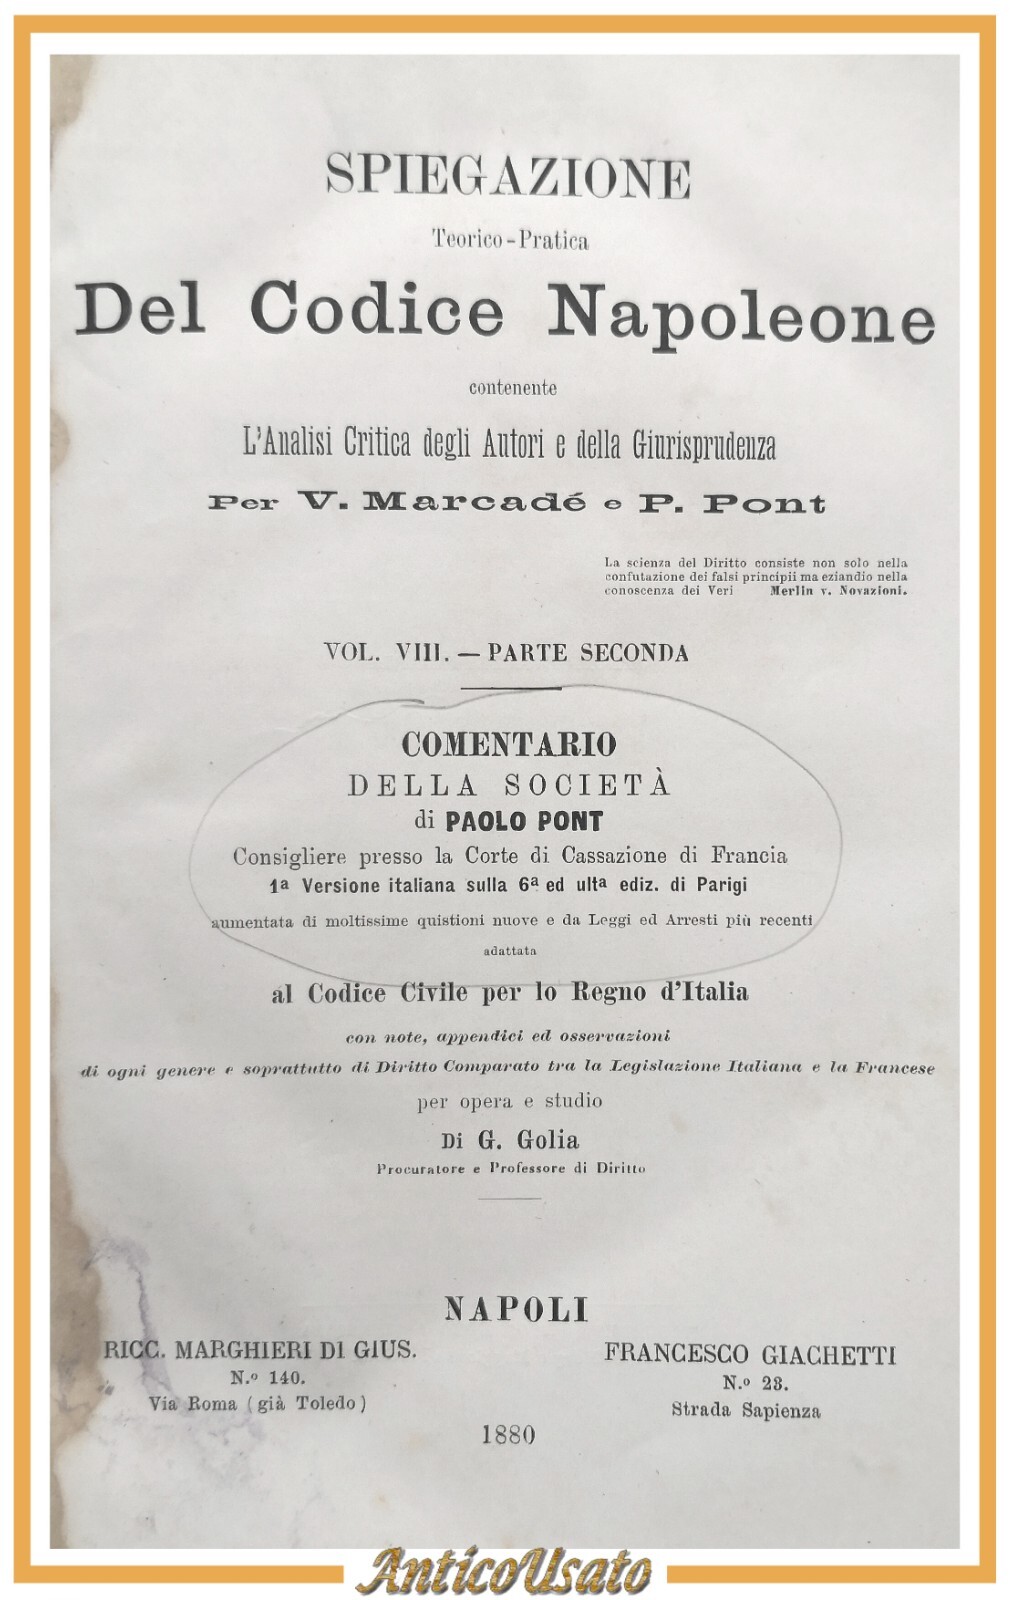 SPIEGAZIONE
Teorico-Pratica
Del Codice Napoleone
contenente
L'Analisi Critica degli Autori e della Giurisprudenza
Per V. Marcadé e P. Pont
La scienza del Diritto consiste non solo nella
confutazione dei falsi principii ma eziandio nella
conoscenza dei Veri Merlin v. Novazioni.
VOL. VIII. — PARTE SECONDA
COMENTARIO
DELLA SOCIETÀ
di PAOLO PONT
Consigliere presso la Corte di Cassazione di Francia
1ª Versione italiana sulla 6ª ed ultª ediz. di Parigi
aumentata di moltissime quistioni nuove e da Leggi ed Arresti più recenti
adattata
al Codice Civile per lo Regno d'Italia
con note, appendici ed osservazioni
di ogni genere e soprattutto di Diritto Comparato tra la Legislazione Italiana e la Francese
per opera e studio
Di G. Golia
Procuratore e Professore di Diritto
NAPOLI
RICC. MARGHIERI DI GIUS.
N.º 140.
Via Roma (già Toledo)
FRANCESCO GIACHETTI
N.º 23.
Strada Sapienza
1880
AnticoUsato